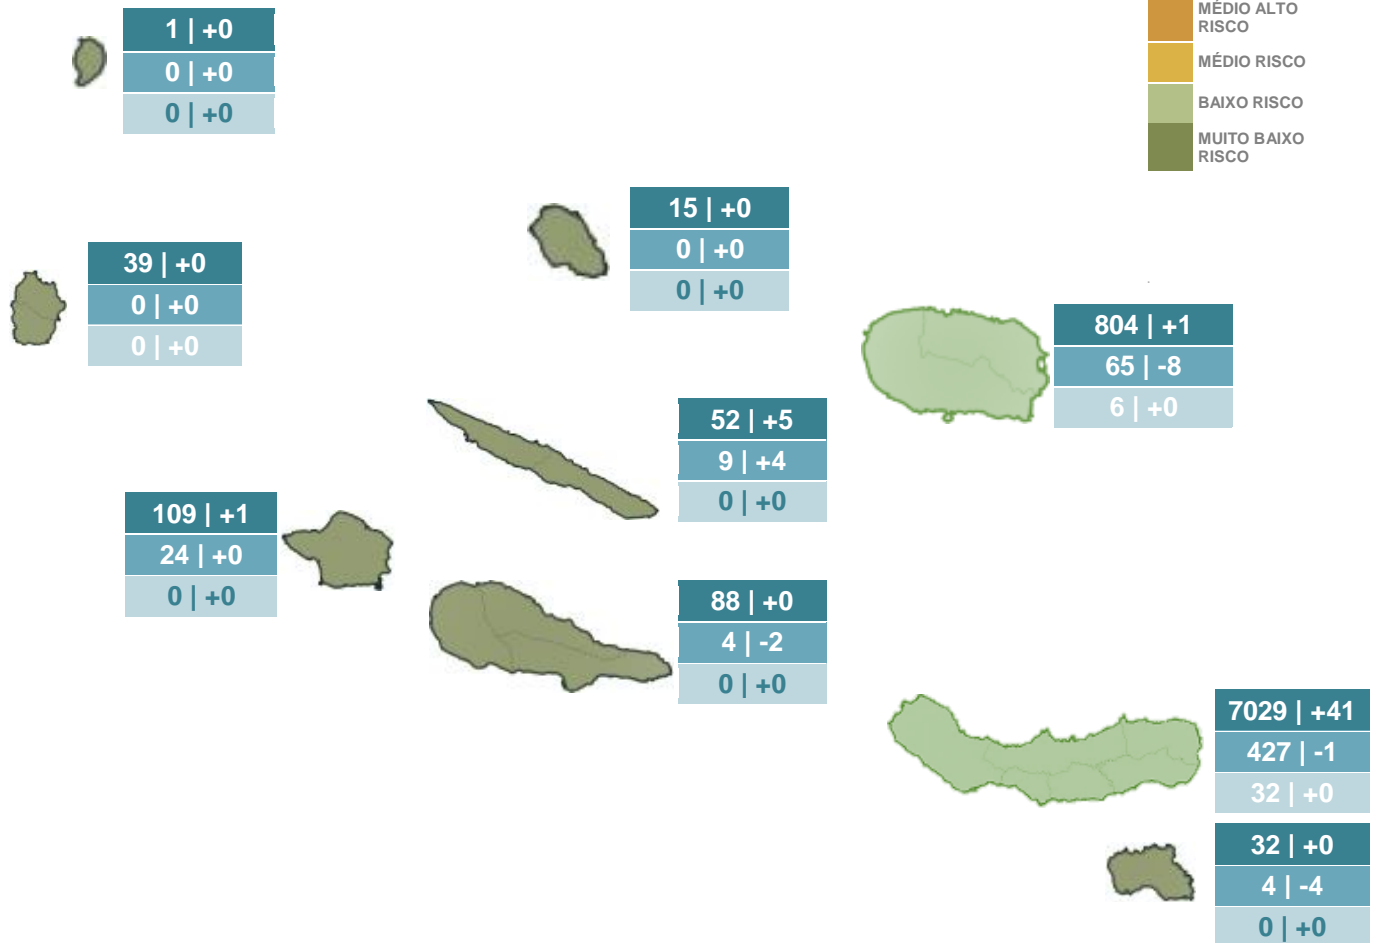 1 | +0
0 | +0
0 | +0
MÉDIO ALTO
RISCO
MÉDIO RISCO
BAIXO RISCO
MUITO BAIXO
RISCO
15 | +0
0 | +0
0 | +0
39 | +0
0 | +0
0 | +0
804 | +1
65 | -8
6 | +0
52 | +5
9 | +4
0 | +0
109 | +1
24 | +0
0 | +0
88 | +0
4 | -2
0 | +0
7029 | +41
427 | -1
32 | +0
32 | +0
4 | -4
0 | +0